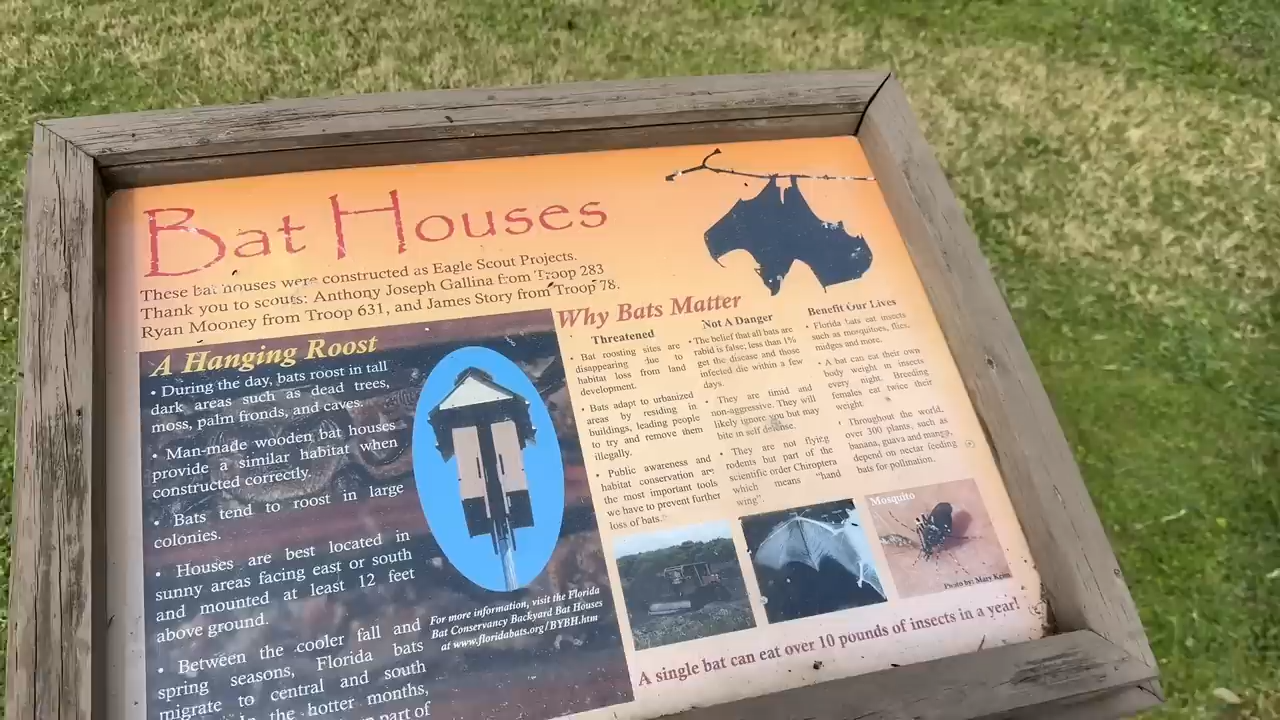 Bat Houses
These bat houses were constructed as Eagle Scout Projects.
Thank you to scouts: Anthony Joseph Gallina from Troop 283
Ryan Mooney from Troop 631, and James Story from Troop 78.
A Hanging Roost
• During the day, bats roost in tall
dark areas such as dead trees,
moss, palm fronds, and caves.
• Man-made wooden bat houses
provide a similar habitat when
constructed correctly.
• Bats tend to roost in large
colonies.
• Houses are best located in
sunny areas facing east or south
and mounted at least 12 feet
above ground.
• Between the cooler fall and
spring seasons, Florida bats
migrate to central and south
the hotter months,
part of
For more information, visit the Florida
Bat Conservancy Backyard Bat Houses
at www.floridabats.org/BYBH.htm
Why Bats Matter
Threatened
• Bat roosting sites are
disappearing due to
habitat loss from land
development.
• Bats adapt to urbanized
areas by residing in
buildings, leading people
to try and remove them
illegally.
• Public awareness and
habitat conservation are
the most important tools
we have to prevent further
loss of bats.
Not A Danger
• The belief that all bats are
rabid is false; less than 1%
get the disease and those
infected die within a few
days.
• They are timid and
non-aggressive. They will
likely ignore you but may
bite in self defense.
• They are not flying
rodents but part of the
scientific order Chiroptera
which means "hand
wing".
Benefit Our Lives
• Florida bats eat insects
such as mosquitoes, flies,
midges and more.
• A bat can eat their own
body weight in insects
every night. Breeding
females eat twice their
weight.
• Throughout the world,
over 300 plants, such as
banana, guava and mango,
depend on nectar feeding
bats for pollination.
Mosquito
Photo by: Mary Keim
A single bat can eat over 10 pounds of insects in a year!